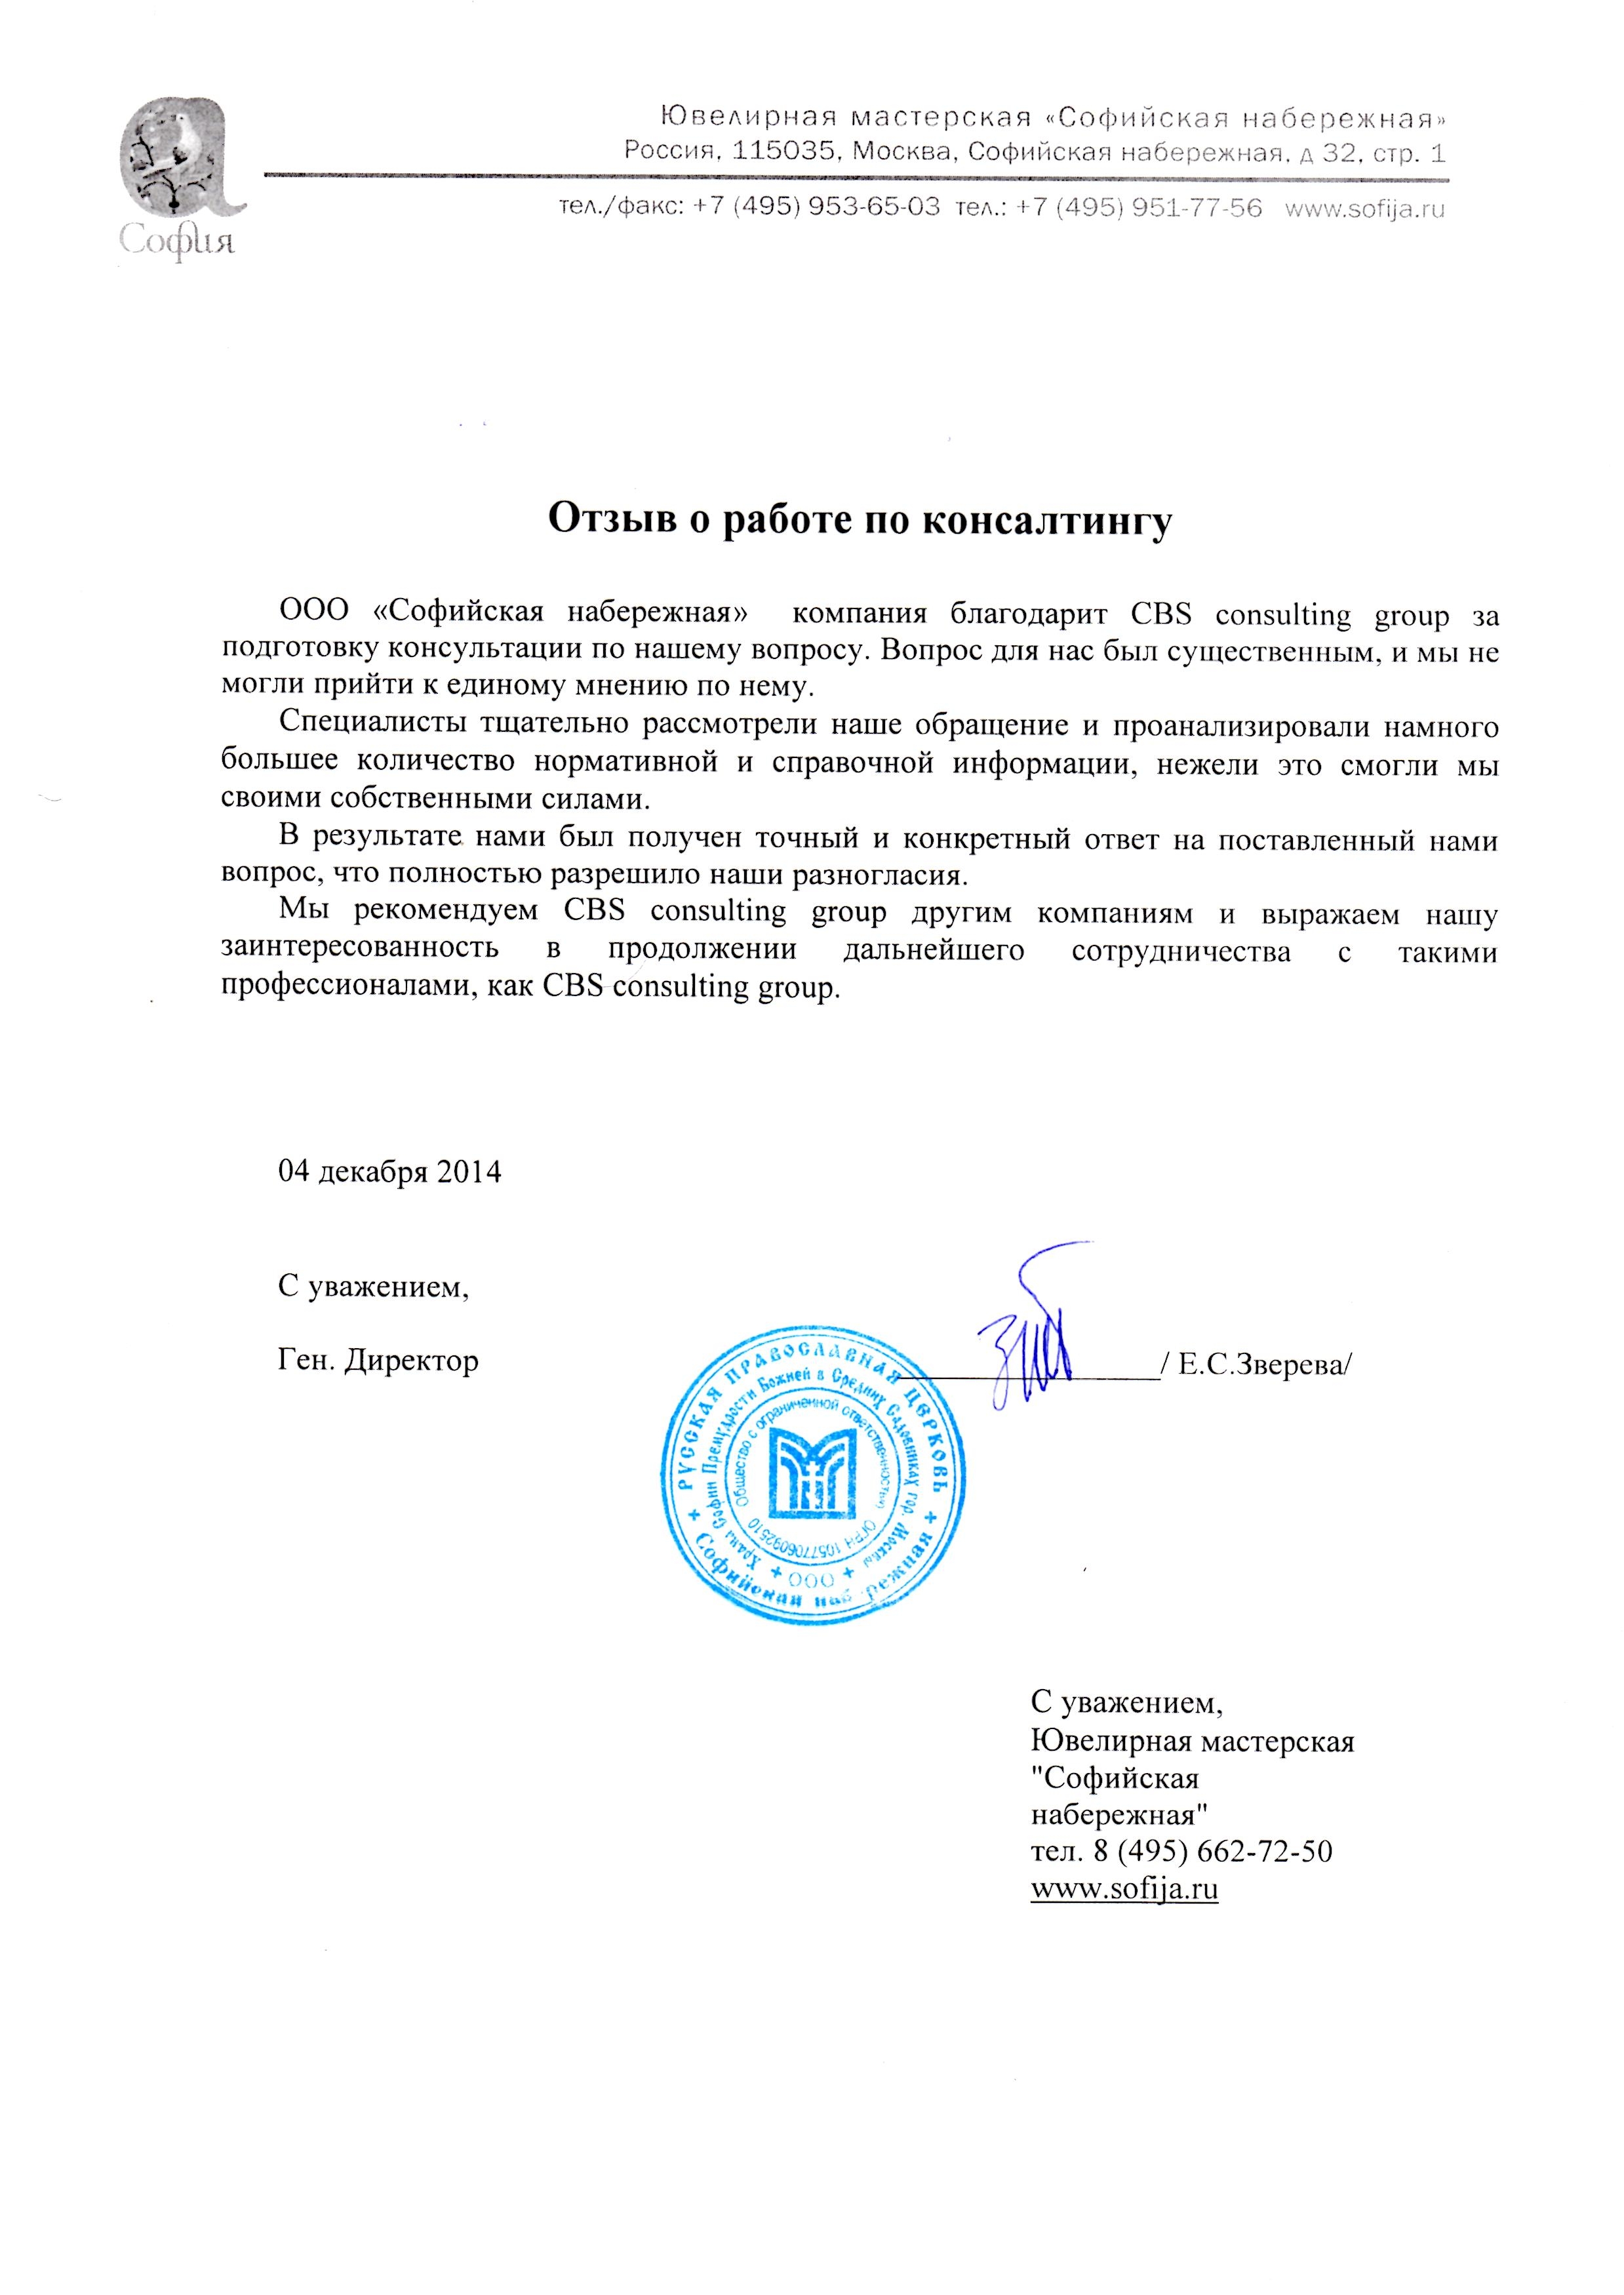 Ювелирная мастерская «Софийская набережная»
Россия, 115035, Москва, Софийская набережная, д 32, стр. 1
тел./факс: +7 (495) 953-65-03 тел.: +7 (495) 951-77-56 www.sofija.ru
София
Отзыв о работе по консалтингу
ООО «Софийская набережная» компания благодарит CBS consulting group за
подготовку консультации по нашему вопросу. Вопрос для нас был существенным, и мы не
могли прийти к единому мнению по нему.
Специалисты тщательно рассмотрели наше обращение и проанализировали намного
большее количество нормативной и справочной информации, нежели это смогли мы
своими собственными силами.
В результате нами был получен точный и конкретный ответ на поставленный нами
вопрос, что полностью разрешило наши разногласия.
Мы рекомендуем CBS consulting group другим компаниям и выражаем нашу
заинтересованность в продолжении дальнейшего сотрудничества с такими
профессионалами, как CBS consulting group.
04 декабря 2014
С уважением,
Ген. Директор
/ Е.С.Зверева/
РУССКАЯ ПРАВОСЛАВНАЯ ЦЕРКОВЬ
Храма Софии Премудрости Божией в Средних Садовниках гор. Москвы
Общество с ограниченной ответственностью
ОГРН 1057706092510
ООО
Софийская
С уважением,
Ювелирная мастерская
"Софийская
набережная"
тел. 8 (495) 662-72-50
www.sofija.ru